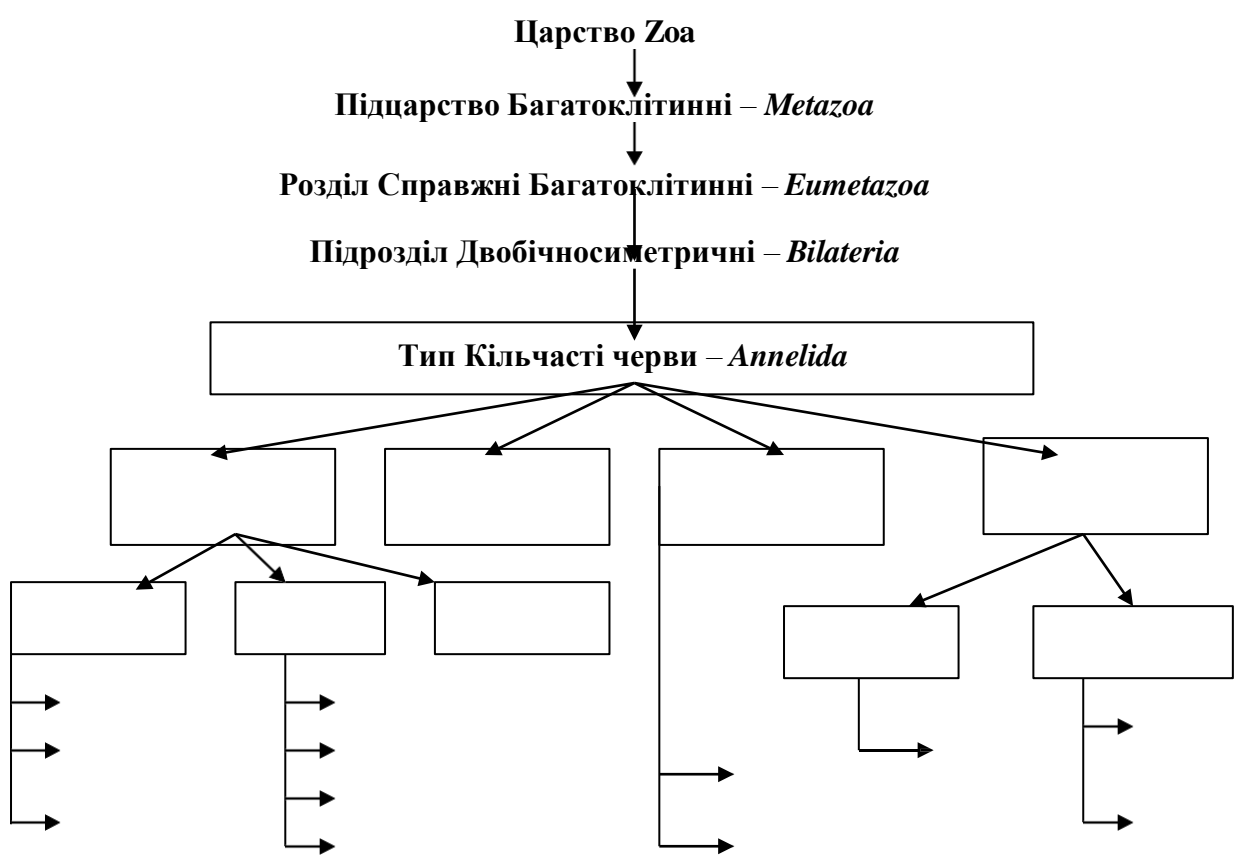 Царство Zoa
Підцарство Багатоклітинні – Metazoa
Розділ Справжні Багатоклітинні – Eumetazoa
Підрозділ Двобічносиметричні – Bilateria
Тип Кільчасті черви – Annelida